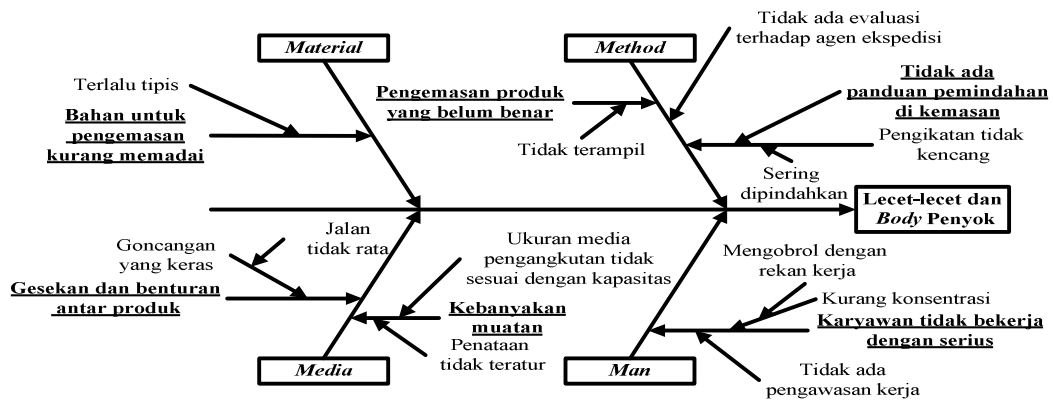 Material
Terlalu tipis
Bahan untuk
pengemasan
kurang memadai
Method
Tidak ada evaluasi
terhadap agen ekspedisi
Pengemasan produk
yang belum benar
Tidak terampil
Tidak ada
panduan pemindahan
di kemasan
Pengikatan tidak
kencang
Sering
dipindahkan
Lecet-lecet dan
Body Penyok
Jalan
tidak rata
Goncangan
yang keras
Gesekan dan benturan
antar produk
Ukuran media
pengangkutan tidak
sesuai dengan kapasitas
Kebanyakan
muatan
Penataan
tidak teratur
Media
Mengobrol dengan
rekan kerja
Kurang konsentrasi
Karyawan tidak bekerja
dengan serius
Tidak ada
pengawasan kerja
Man